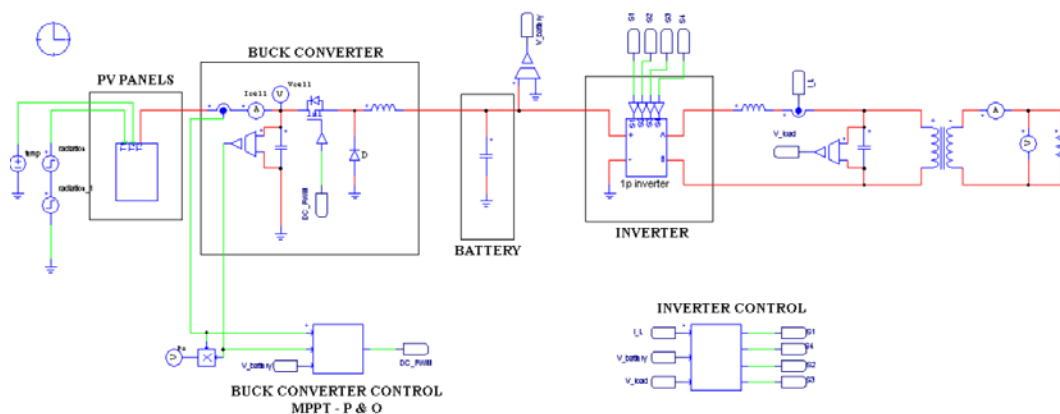 BUCK CONVERTER
PV PANELS
Icell
Vcell
A
V
D
DC_PWM
temp
radiation
radiation_1
V_battery
BATTERY
S1
S2
S3
S4
1p inverter
INVERTER
I_L
V_load
A
V
V
X
V_battery
DC_PWM
BUCK CONVERTER CONTROL
MPPT - P & O
INVERTER CONTROL
I_L
V_battery
V_load
S1
S4
S2
S3